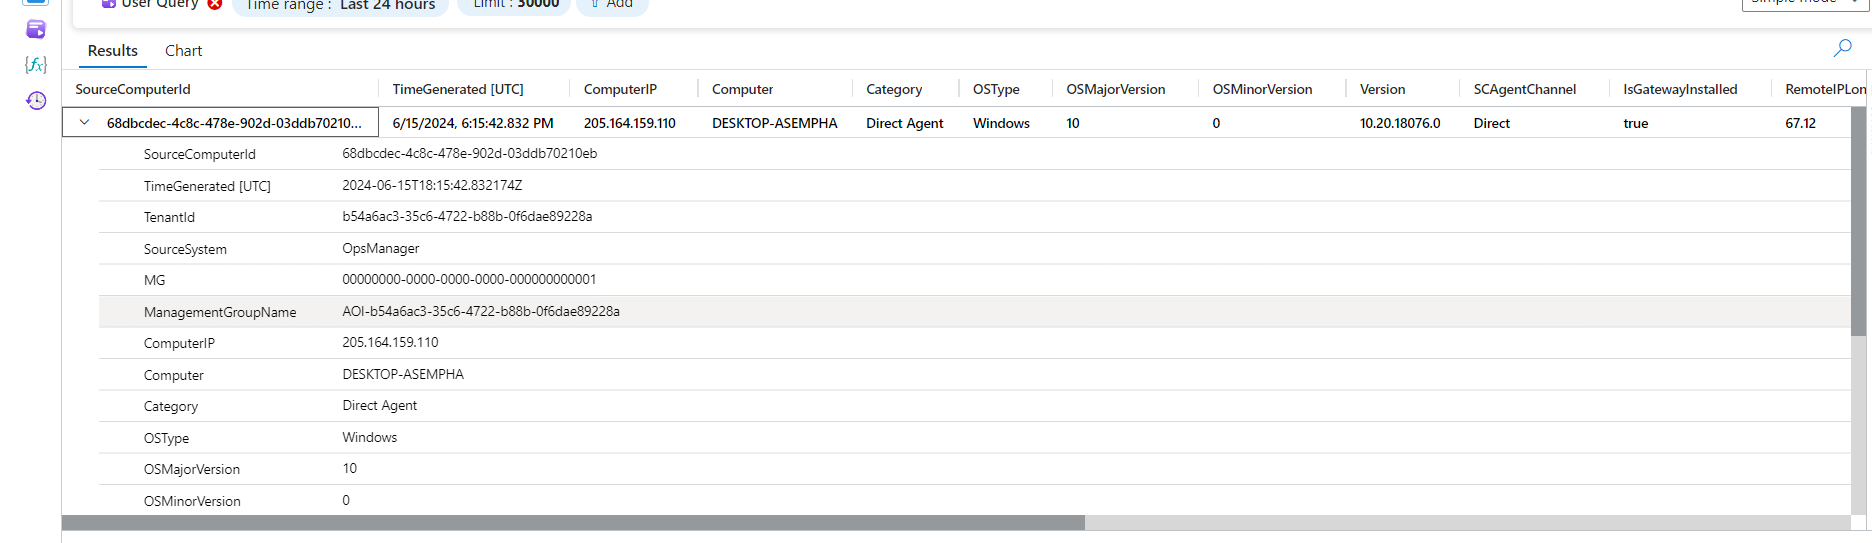 User Query Time range : Last 24 hours Limit : 30000 Add Simple mode
{fx}
Results Chart
SourceComputerId TimeGenerated [UTC] ComputerIP Computer Category OSType OSMajorVersion OSMinorVersion Version SCAgentChannel IsGatewayInstalled RemoteIPLon
68dbcdec-4c8c-478e-902d-03ddb70210... 6/15/2024, 6:15:42.832 PM 205.164.159.110 DESKTOP-ASEMPHA Direct Agent Windows 10 0 10.20.18076.0 Direct true 67.12
SourceComputerId 68dbcdec-4c8c-478e-902d-03ddb70210eb
TimeGenerated [UTC] 2024-06-15T18:15:42.832174Z
TenantId b54a6ac3-35c6-4722-b88b-0f6dae89228a
SourceSystem OpsManager
MG 00000000-0000-0000-0000-000000000001
ManagementGroupName AOI-b54a6ac3-35c6-4722-b88b-0f6dae89228a
ComputerIP 205.164.159.110
Computer DESKTOP-ASEMPHA
Category Direct Agent
OSType Windows
OSMajorVersion 10
OSMinorVersion 0